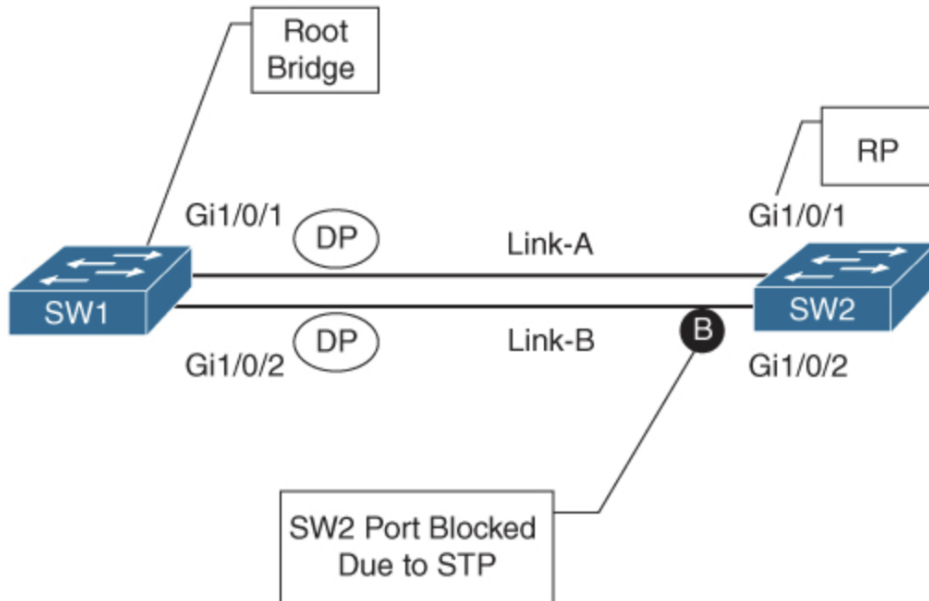 Root
Bridge
RP
Gi1/0/1
DP
Link-A
Gi1/0/1
SW1
SW2
Gi1/0/2
DP
Link-B
B
Gi1/0/2
SW2 Port Blocked
Due to STP